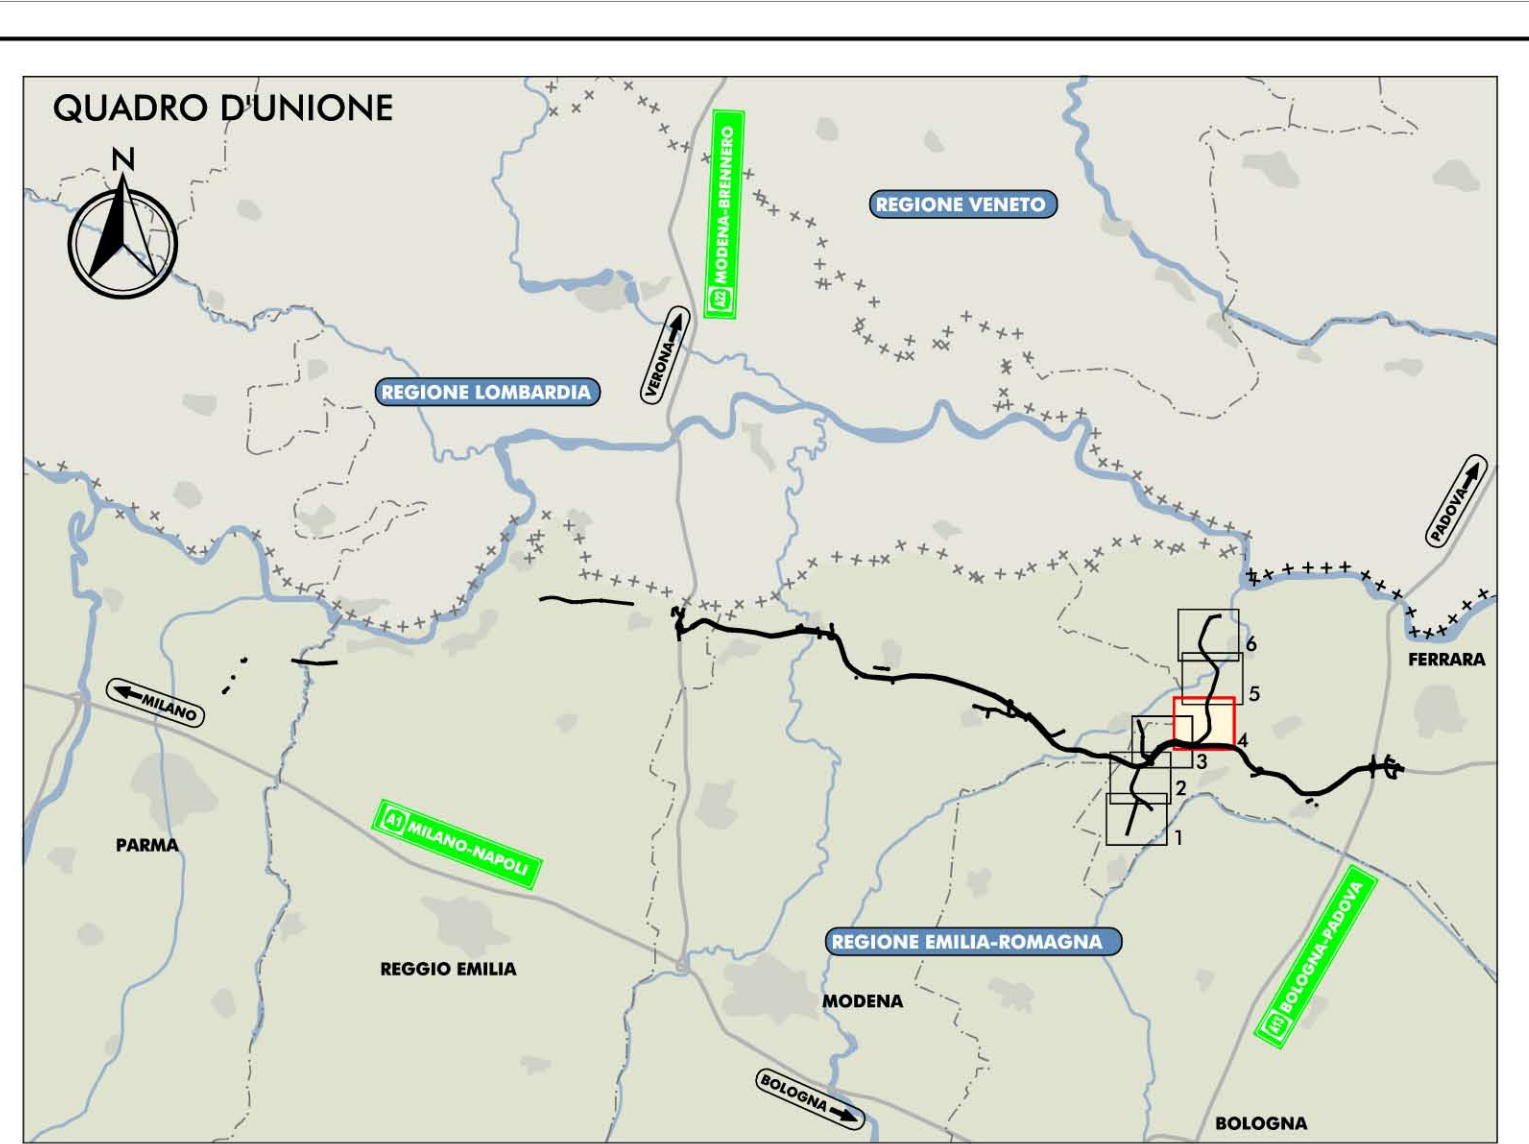 QUADRO D'UNIONE
N
A22 MODENA-BRENNERO
REGIONE VENETO
VERONA
REGIONE LOMBARDIA
PADOVA
6
FERRARA
5
MILANO
4
3
2
1
A1 MILANO-NAPOLI
PARMA
A13 BOLOGNA-PADOVA
REGIONE EMILIA-ROMAGNA
REGGIO EMILIA
MODENA
BOLOGNA
BOLOGNA